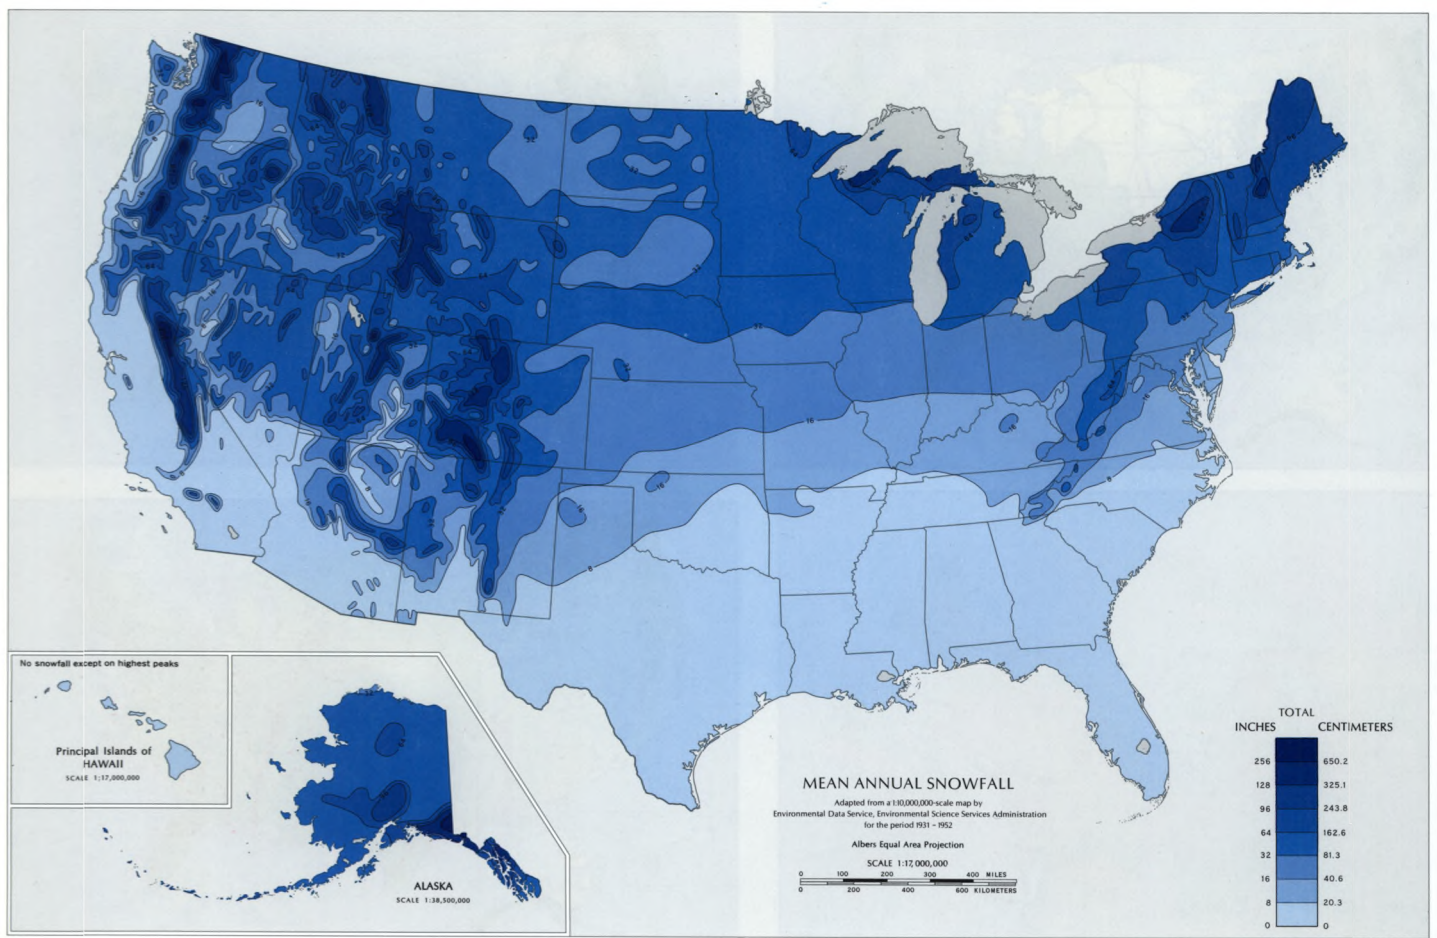 No snowfall except on highest peaks
Principal Islands of
HAWAII
SCALE 1:17,000,000
ALASKA
SCALE 1:38,500,000
MEAN ANNUAL SNOWFALL
Adapted from a 1:10,000,000-scale map by
Environmental Data Service, Environmental Science Services Administration
for the period 1931 – 1952
Albers Equal Area Projection
SCALE 1:17,000,000
0 100 200 300 400 MILES
0 200 400 600 KILOMETERS
TOTAL
INCHES CENTIMETERS
256 650.2
128 325.1
96 243.8
64 162.6
32 81.3
16 40.6
8 20.3
0 0
32
16
16
8
8
64